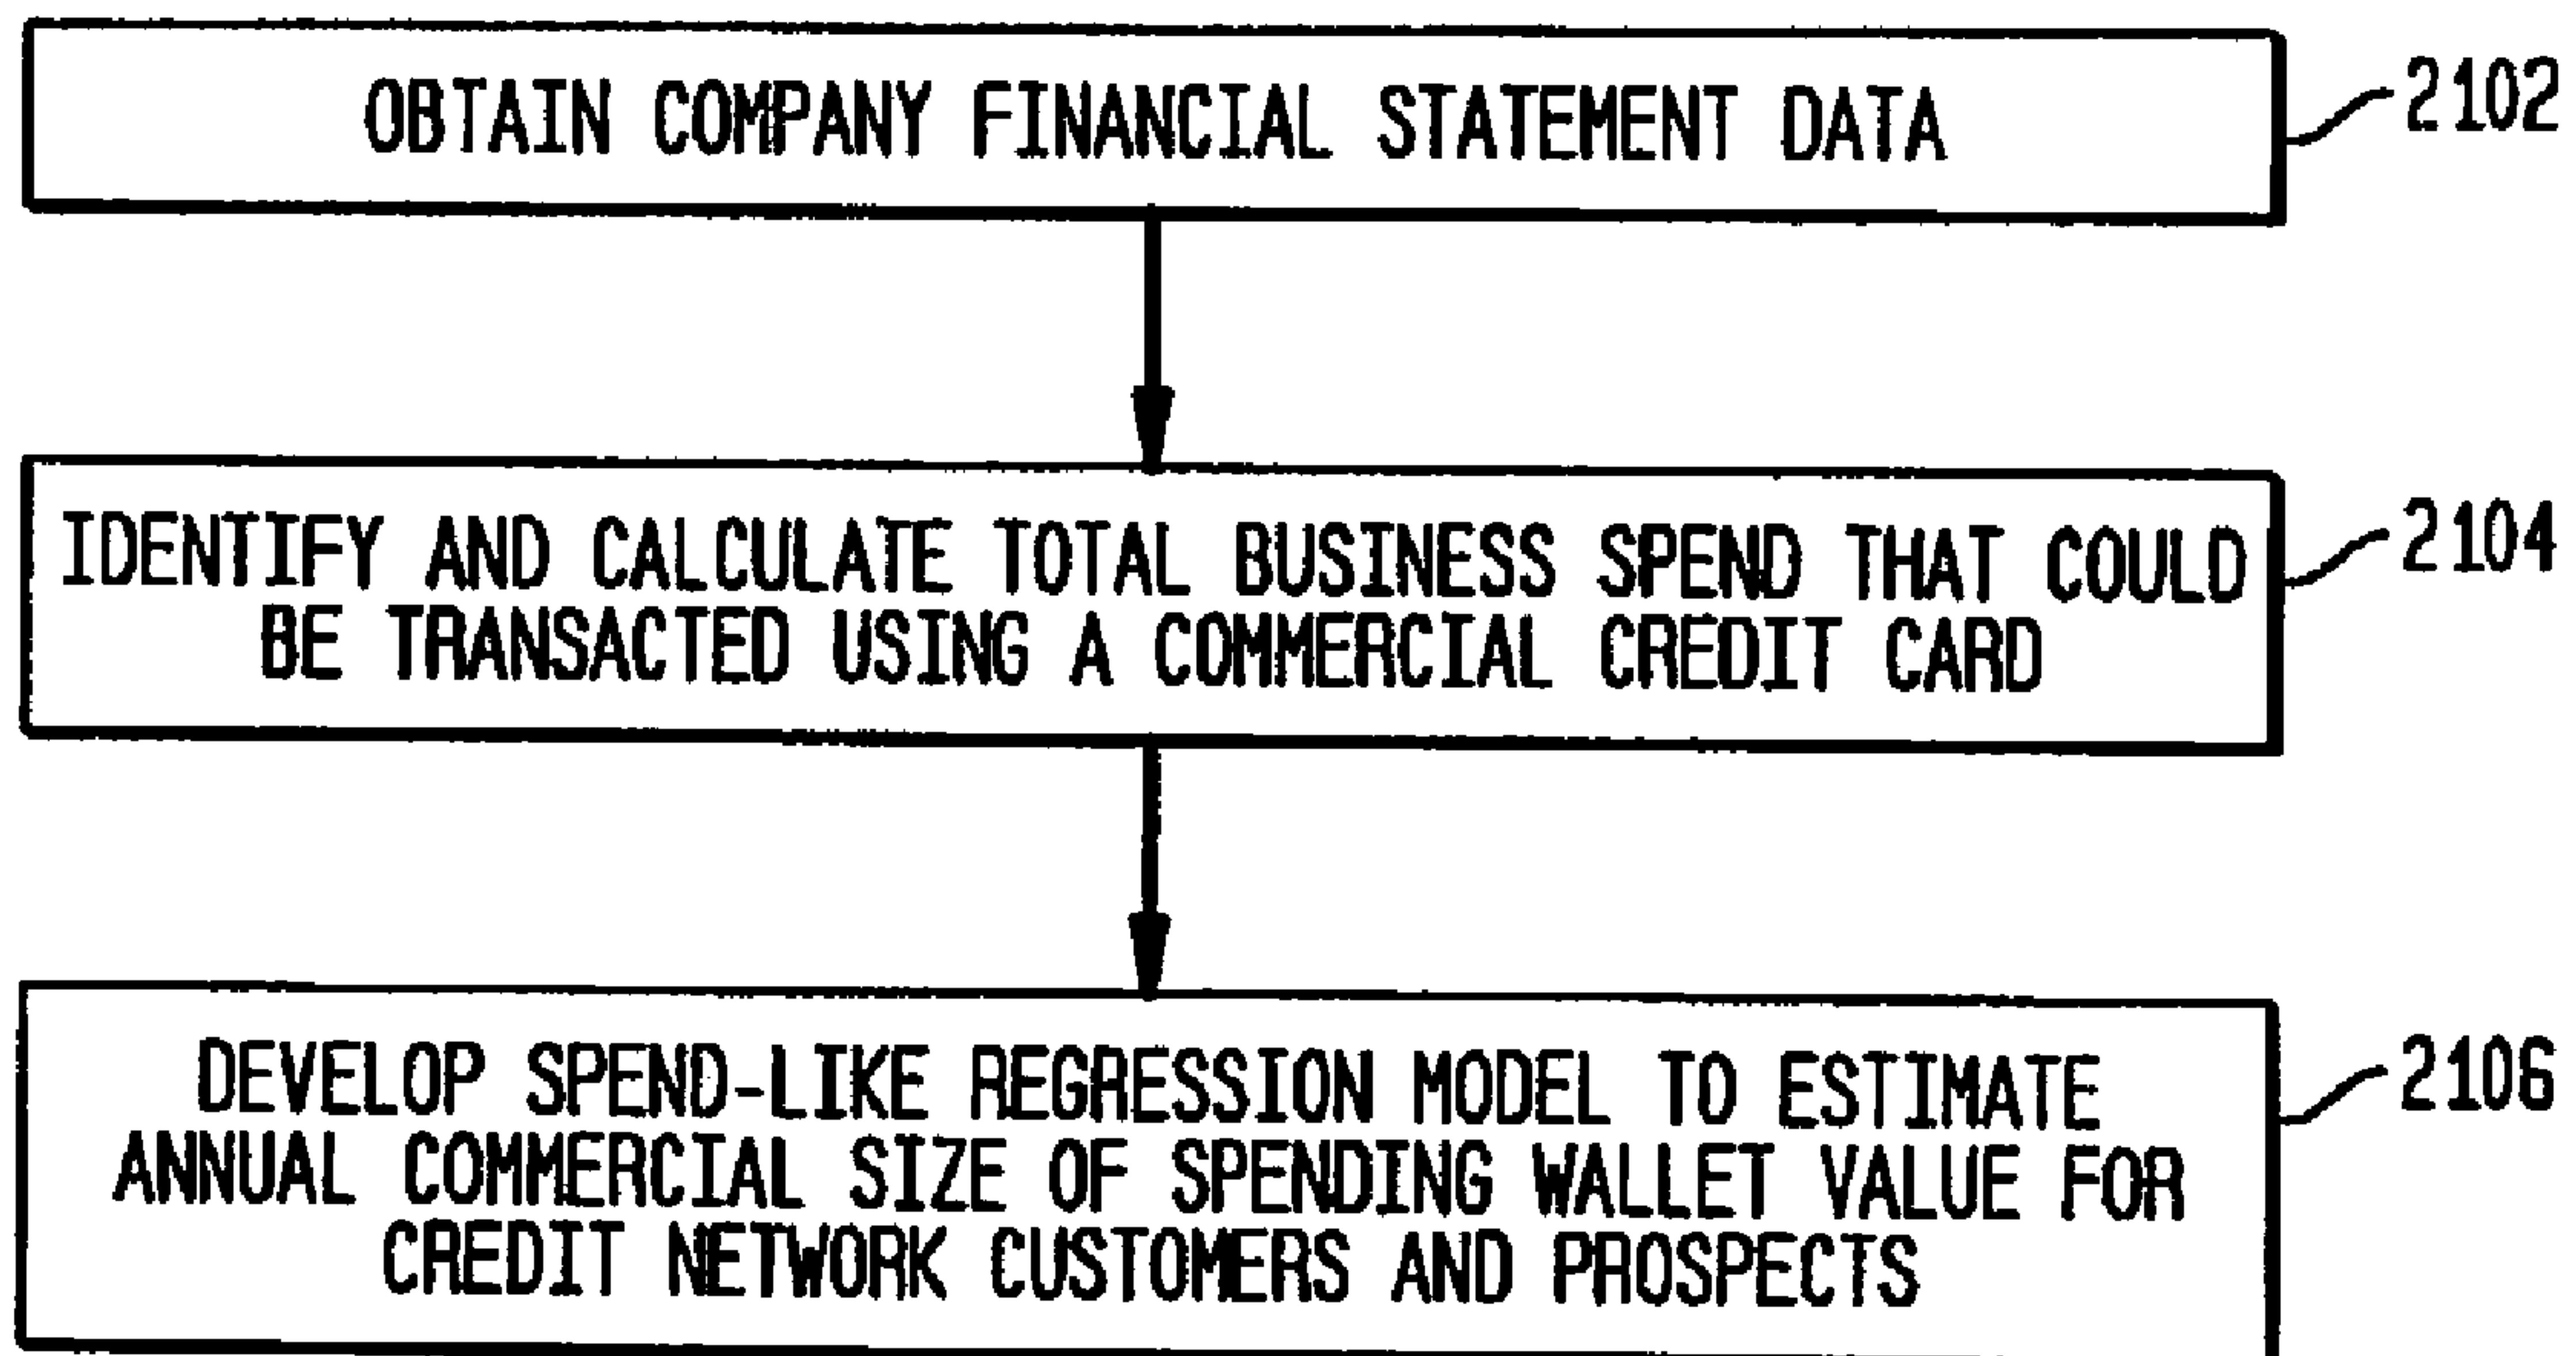 OBTAIN COMPANY FINANCIAL STATEMENT DATA
2102
IDENTIFY AND CALCULATE TOTAL BUSINESS SPEND THAT COULD
BE TRANSACTED USING A COMMERCIAL CREDIT CARD
2104
DEVELOP SPEND-LIKE REGRESSION MODEL TO ESTIMATE
ANNUAL COMMERCIAL SIZE OF SPENDING WALLET VALUE FOR
CREDIT NETWORK CUSTOMERS AND PROSPECTS
2106